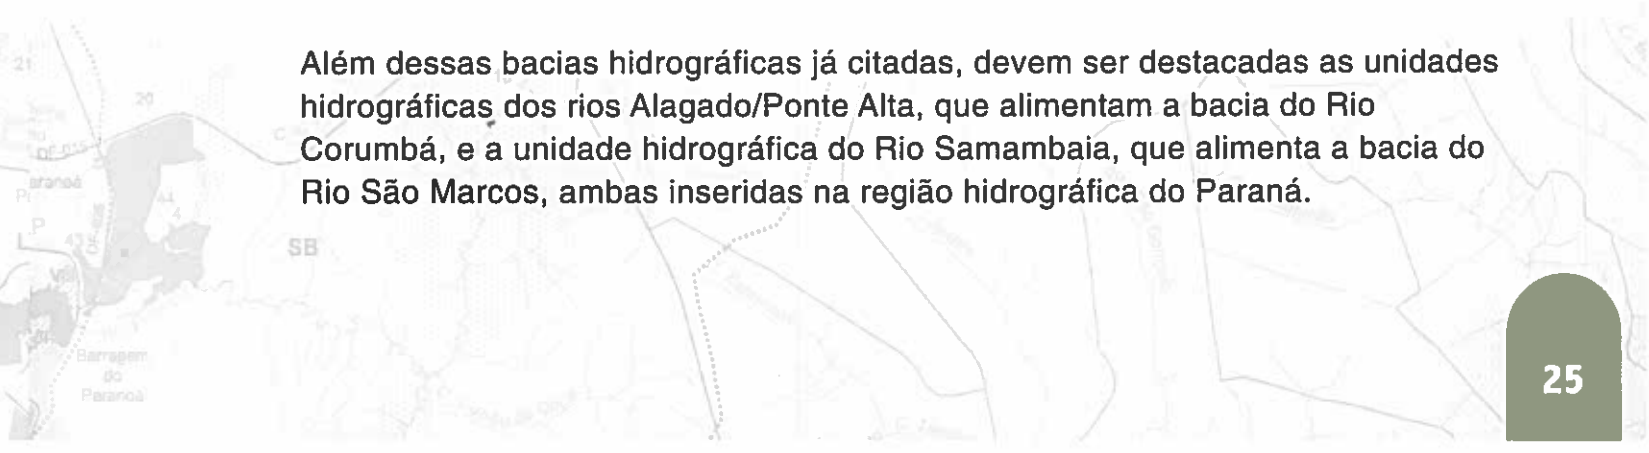 Além dessas bacias hidrográficas já citadas, devem ser destacadas as unidades
hidrográficas dos rios Alagado/Ponte Alta, que alimentam a bacia do Rio
Corumbá, e a unidade hidrográfica do Rio Samambaia, que alimenta a bacia do
Rio São Marcos, ambas inseridas na região hidrográfica do Paraná.
21
20
SB
Barragem
do
Paranoá
25